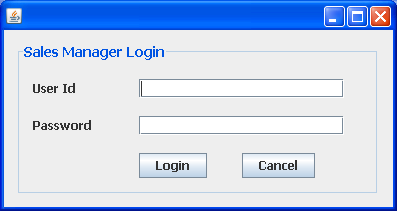 Sales Manager Login
User Id
Password
Login Cancel